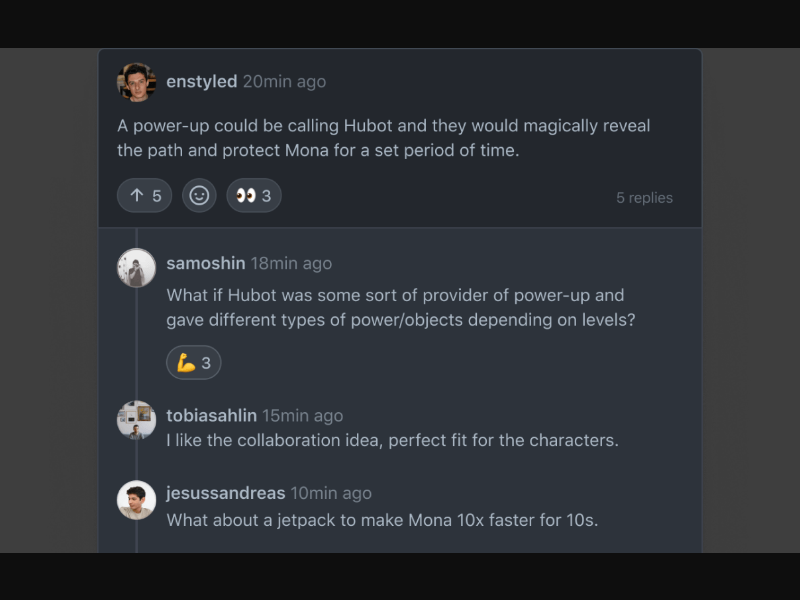 enstyled 20min ago
A power-up could be calling Hubot and they would magically reveal
the path and protect Mona for a set period of time.
↑ 5 👀 3 5 replies
samoshin 18min ago
What if Hubot was some sort of provider of power-up and
gave different types of power/objects depending on levels?
💪 3
tobiasahlin 15min ago
I like the collaboration idea, perfect fit for the characters.
jesussandreas 10min ago
What about a jetpack to make Mona 10x faster for 10s.